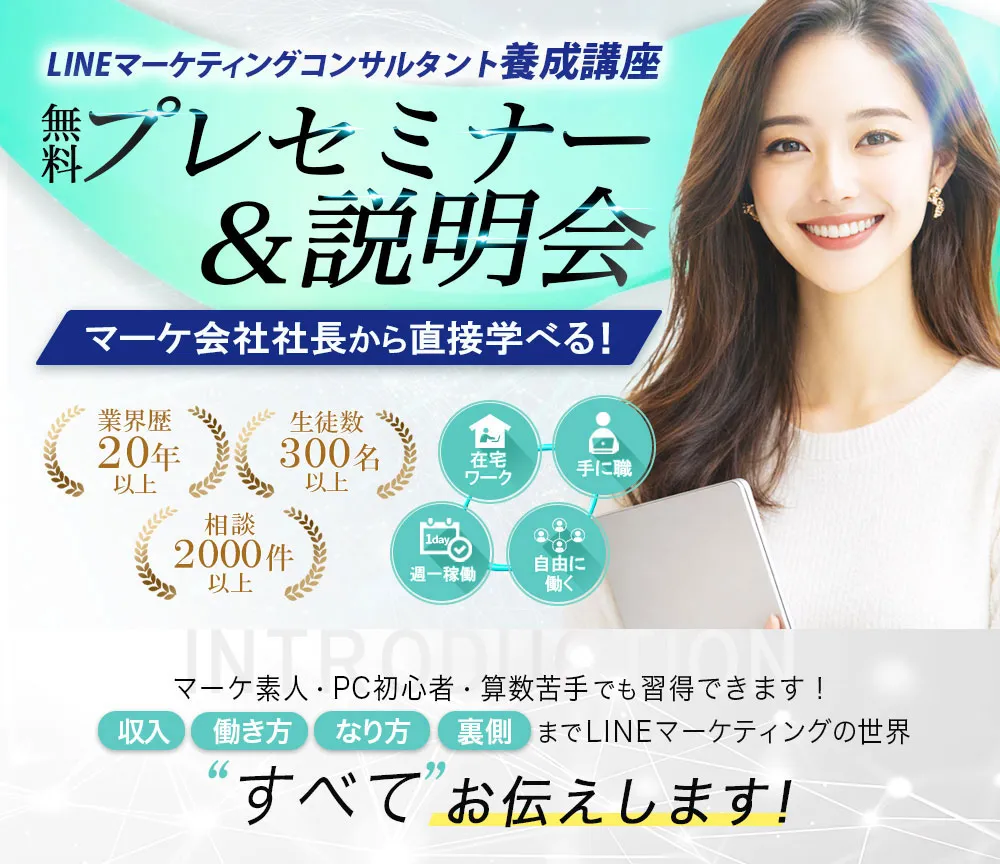 LINEマーケティングコンサルタント養成講座
無料
プレセミナー
&説明会
マーケ会社社長から直接学べる!
業界歴
20年
以上
生徒数
300名
以上
相談
2000件
以上
在宅
ワーク
手に職
1day
週一稼働
自由に
働く
INTRODUCTION
マーケ素人・PC初心者・算数苦手でも習得できます!
収入 働き方 なり方 裏側 までLINEマーケティングの世界
“すべて”お伝えします!